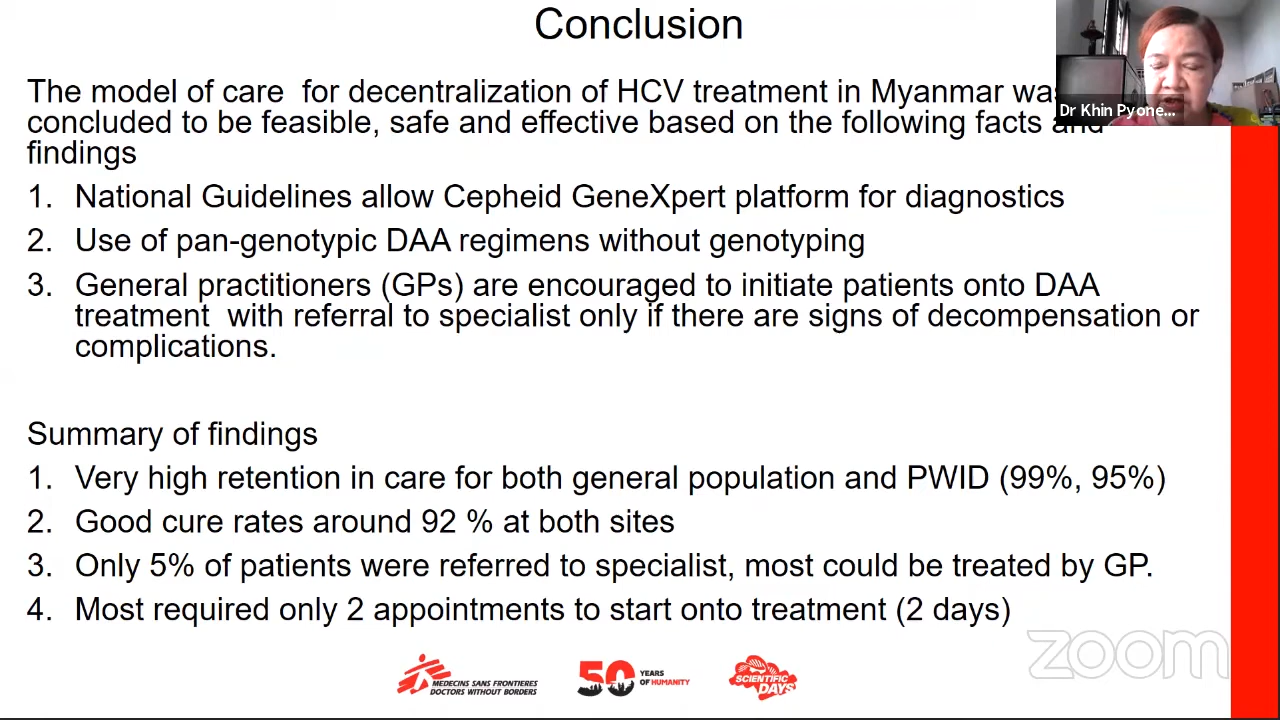 Conclusion
The model of care for decentralization of HCV treatment in Myanmar was
concluded to be feasible, safe and effective based on the following facts and
findings
1. National Guidelines allow Cepheid GeneXpert platform for diagnostics
2. Use of pan-genotypic DAA regimens without genotyping
3. General practitioners (GPs) are encouraged to initiate patients onto DAA
treatment with referral to specialist only if there are signs of decompensation or
complications.
Summary of findings
1. Very high retention in care for both general population and PWID (99%, 95%)
2. Good cure rates around 92 % at both sites
3. Only 5% of patients were referred to specialist, most could be treated by GP.
4. Most required only 2 appointments to start onto treatment (2 days)
Dr Khin Pyone...
MEDECINS SANS FRONTIERES
DOCTORS WITHOUT BORDERS
50 YEARS
OF HUMANITY
SCIENTIFIC
DAYS
zoom